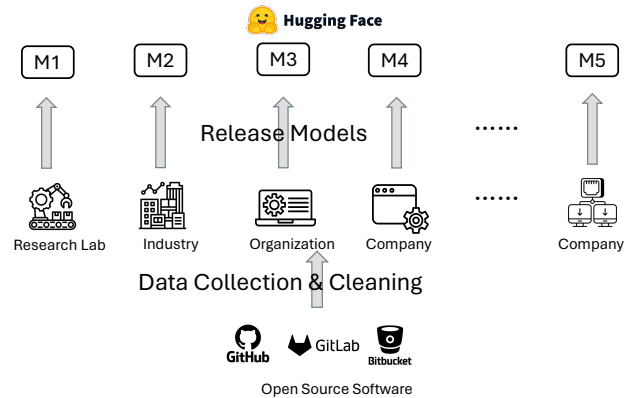 Hugging Face
M1 M2 M3 M4 M5
Release Models
......
......
Research Lab Industry Organization Company Company
Data Collection & Cleaning
GitHub GitLab Bitbucket
Open Source Software